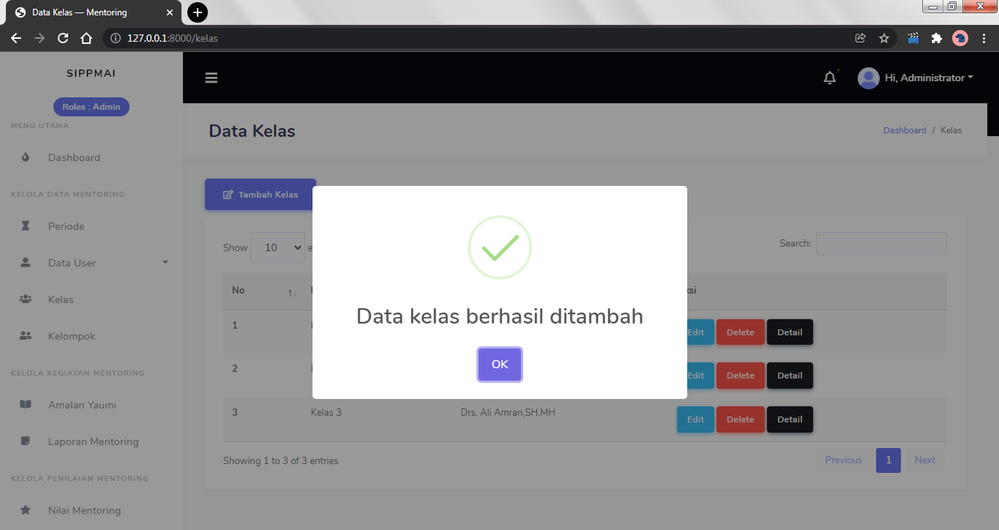 Data Kelas — Mentoring
127.0.0.1:8000/kelas
SIPPMAI
Roles : Admin
MENU UTAMA
Dashboard
KELOLA DATA MENTORING
Periode
Data User
Kelas
Kelompok
KELOLA KEGIATAN MENTORING
Amalan Yaumi
Laporan Mentoring
KELOLA PENILAIAN MENTORING
Nilai Mentoring
Hi, Administrator
Data Kelas
Dashboard / Kelas
Tambah Kelas
Show 10
Search:
No
1 Edit Delete Detail
2 Edit Delete Detail
3 Kelas 3 Drs. Ali Amran,SH.MH Edit Delete Detail
Showing 1 to 3 of 3 entries
Previous 1 Next
Data kelas berhasil ditambah
OK